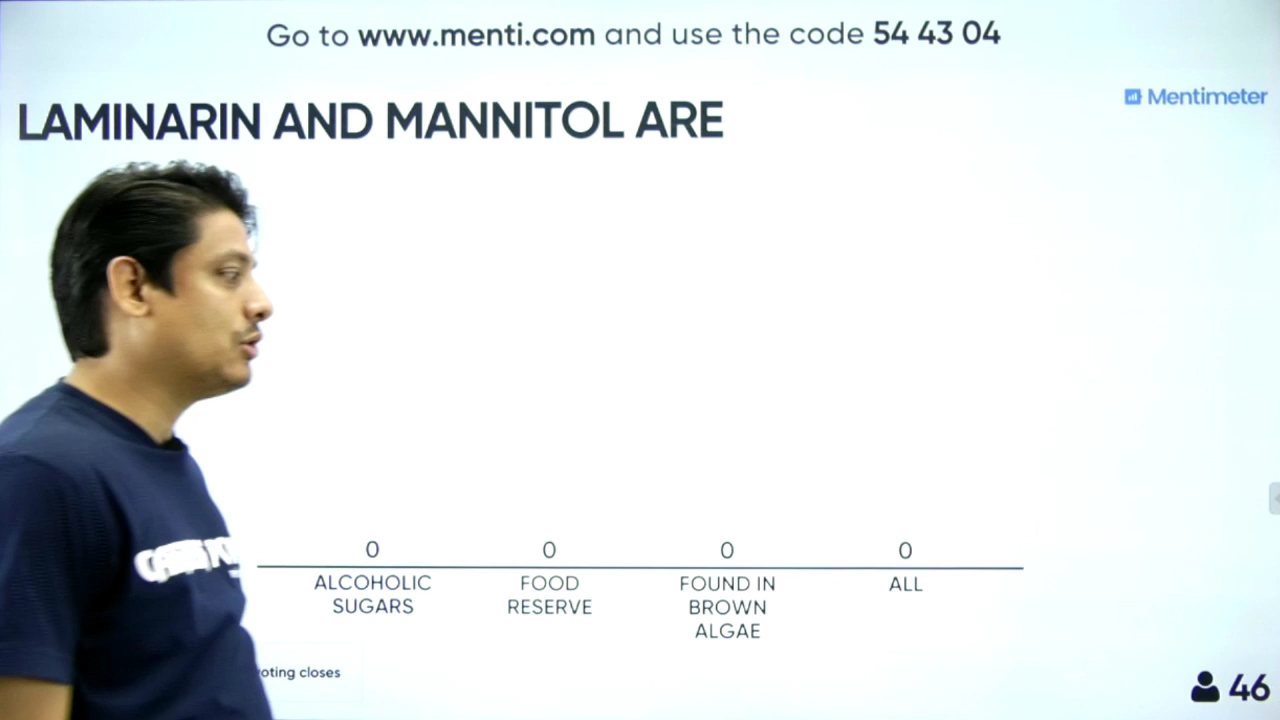 Go to www.menti.com and use the code 54 43 04
Mentimeter
LAMINARIN AND MANNITOL ARE
0
0
0
0
ALCOHOLIC
SUGARS
FOOD
RESERVE
FOUND IN
BROWN
ALGAE
ALL
closes
46